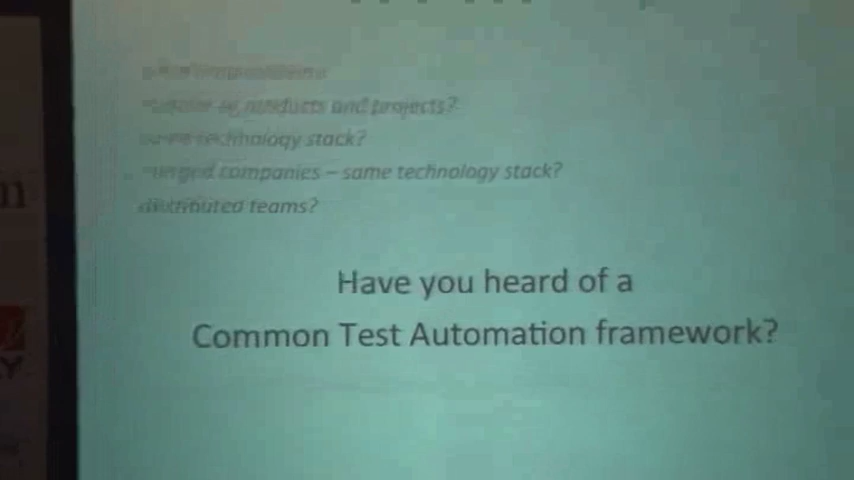 products and projects?
technology stack?
merged companies – same technology stack?
distributed teams?
Have you heard of a
Common Test Automation framework?